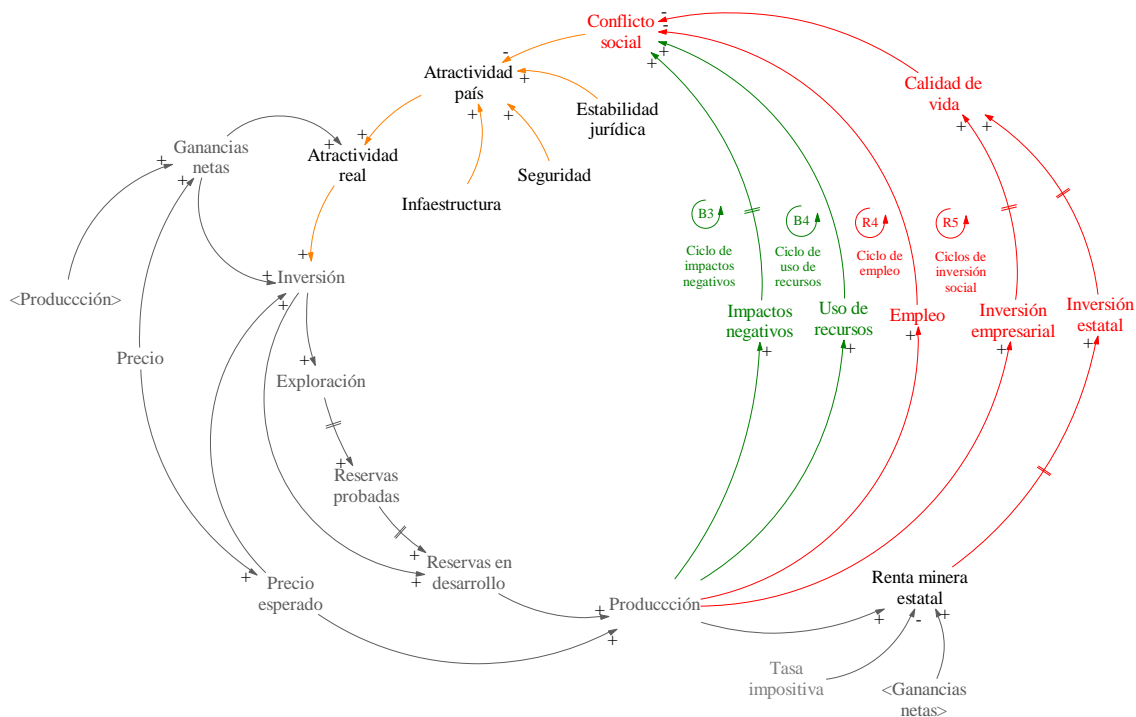 Conflicto
social
Atractividad
país
Estabilidad
jurídica
Calidad de
vida
Ganancias
netas
Atractividad
real
Seguridad
Infaestructura
B3
Ciclo de
impactos
negativos
B4
Ciclo de
uso de
recursos
R4
Ciclo de
empleo
R5
Ciclos de
inversión
social
<Produccción>
Inversión
Impactos
negativos
Uso de
recursos
Empleo
Inversión
empresarial
Inversión
estatal
Precio
Exploración
Reservas
probadas
Reservas en
desarrollo
Precio
esperado
Produccción
Renta minera
estatal
Tasa
impositiva
<Ganancias
netas>